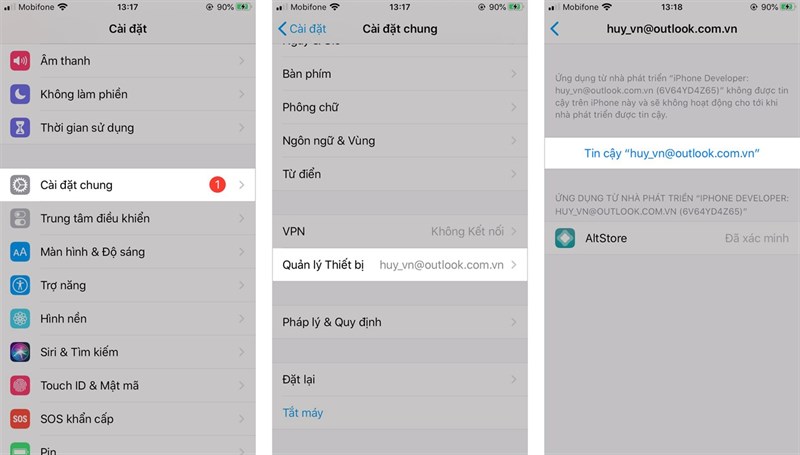 Mobifone 13:17 90%
Cài đặt
Âm thanh
Không làm phiền
Thời gian sử dụng
Cài đặt chung 1
Trung tâm điều khiển
AA Màn hình & Độ sáng
Trợ năng
Hình nền
Siri & Tìm kiếm
Touch ID & Mật mã
SOS SOS khẩn cấp
Pin
Mobifone 13:17 90%
Cài đặt Cài đặt chung
Ngày & Giờ
Bàn phím
Phông chữ
Ngôn ngữ & Vùng
Từ điển
VPN Không Kết nối
Quản lý Thiết bị huy_vn@outlook.com.vn
Pháp lý & Quy định
Đặt lại
Tắt máy
Mobifone 13:18 90%
huy_vn@outlook.com.vn
Ứng dụng từ nhà phát triển “iPhone Developer:
huy_vn@outlook.com.vn (6V64YD4Z65)” không được tin
cậy trên iPhone này và sẽ không hoạt động cho tới khi
nhà phát triển được tin cậy.
Tin cậy “huy_vn@outlook.com.vn”
ỨNG DỤNG TỪ NHÀ PHÁT TRIỂN “IPHONE DEVELOPER:
HUY_VN@OUTLOOK.COM.VN (6V64YD4Z65)”
AltStore Đã xác minh